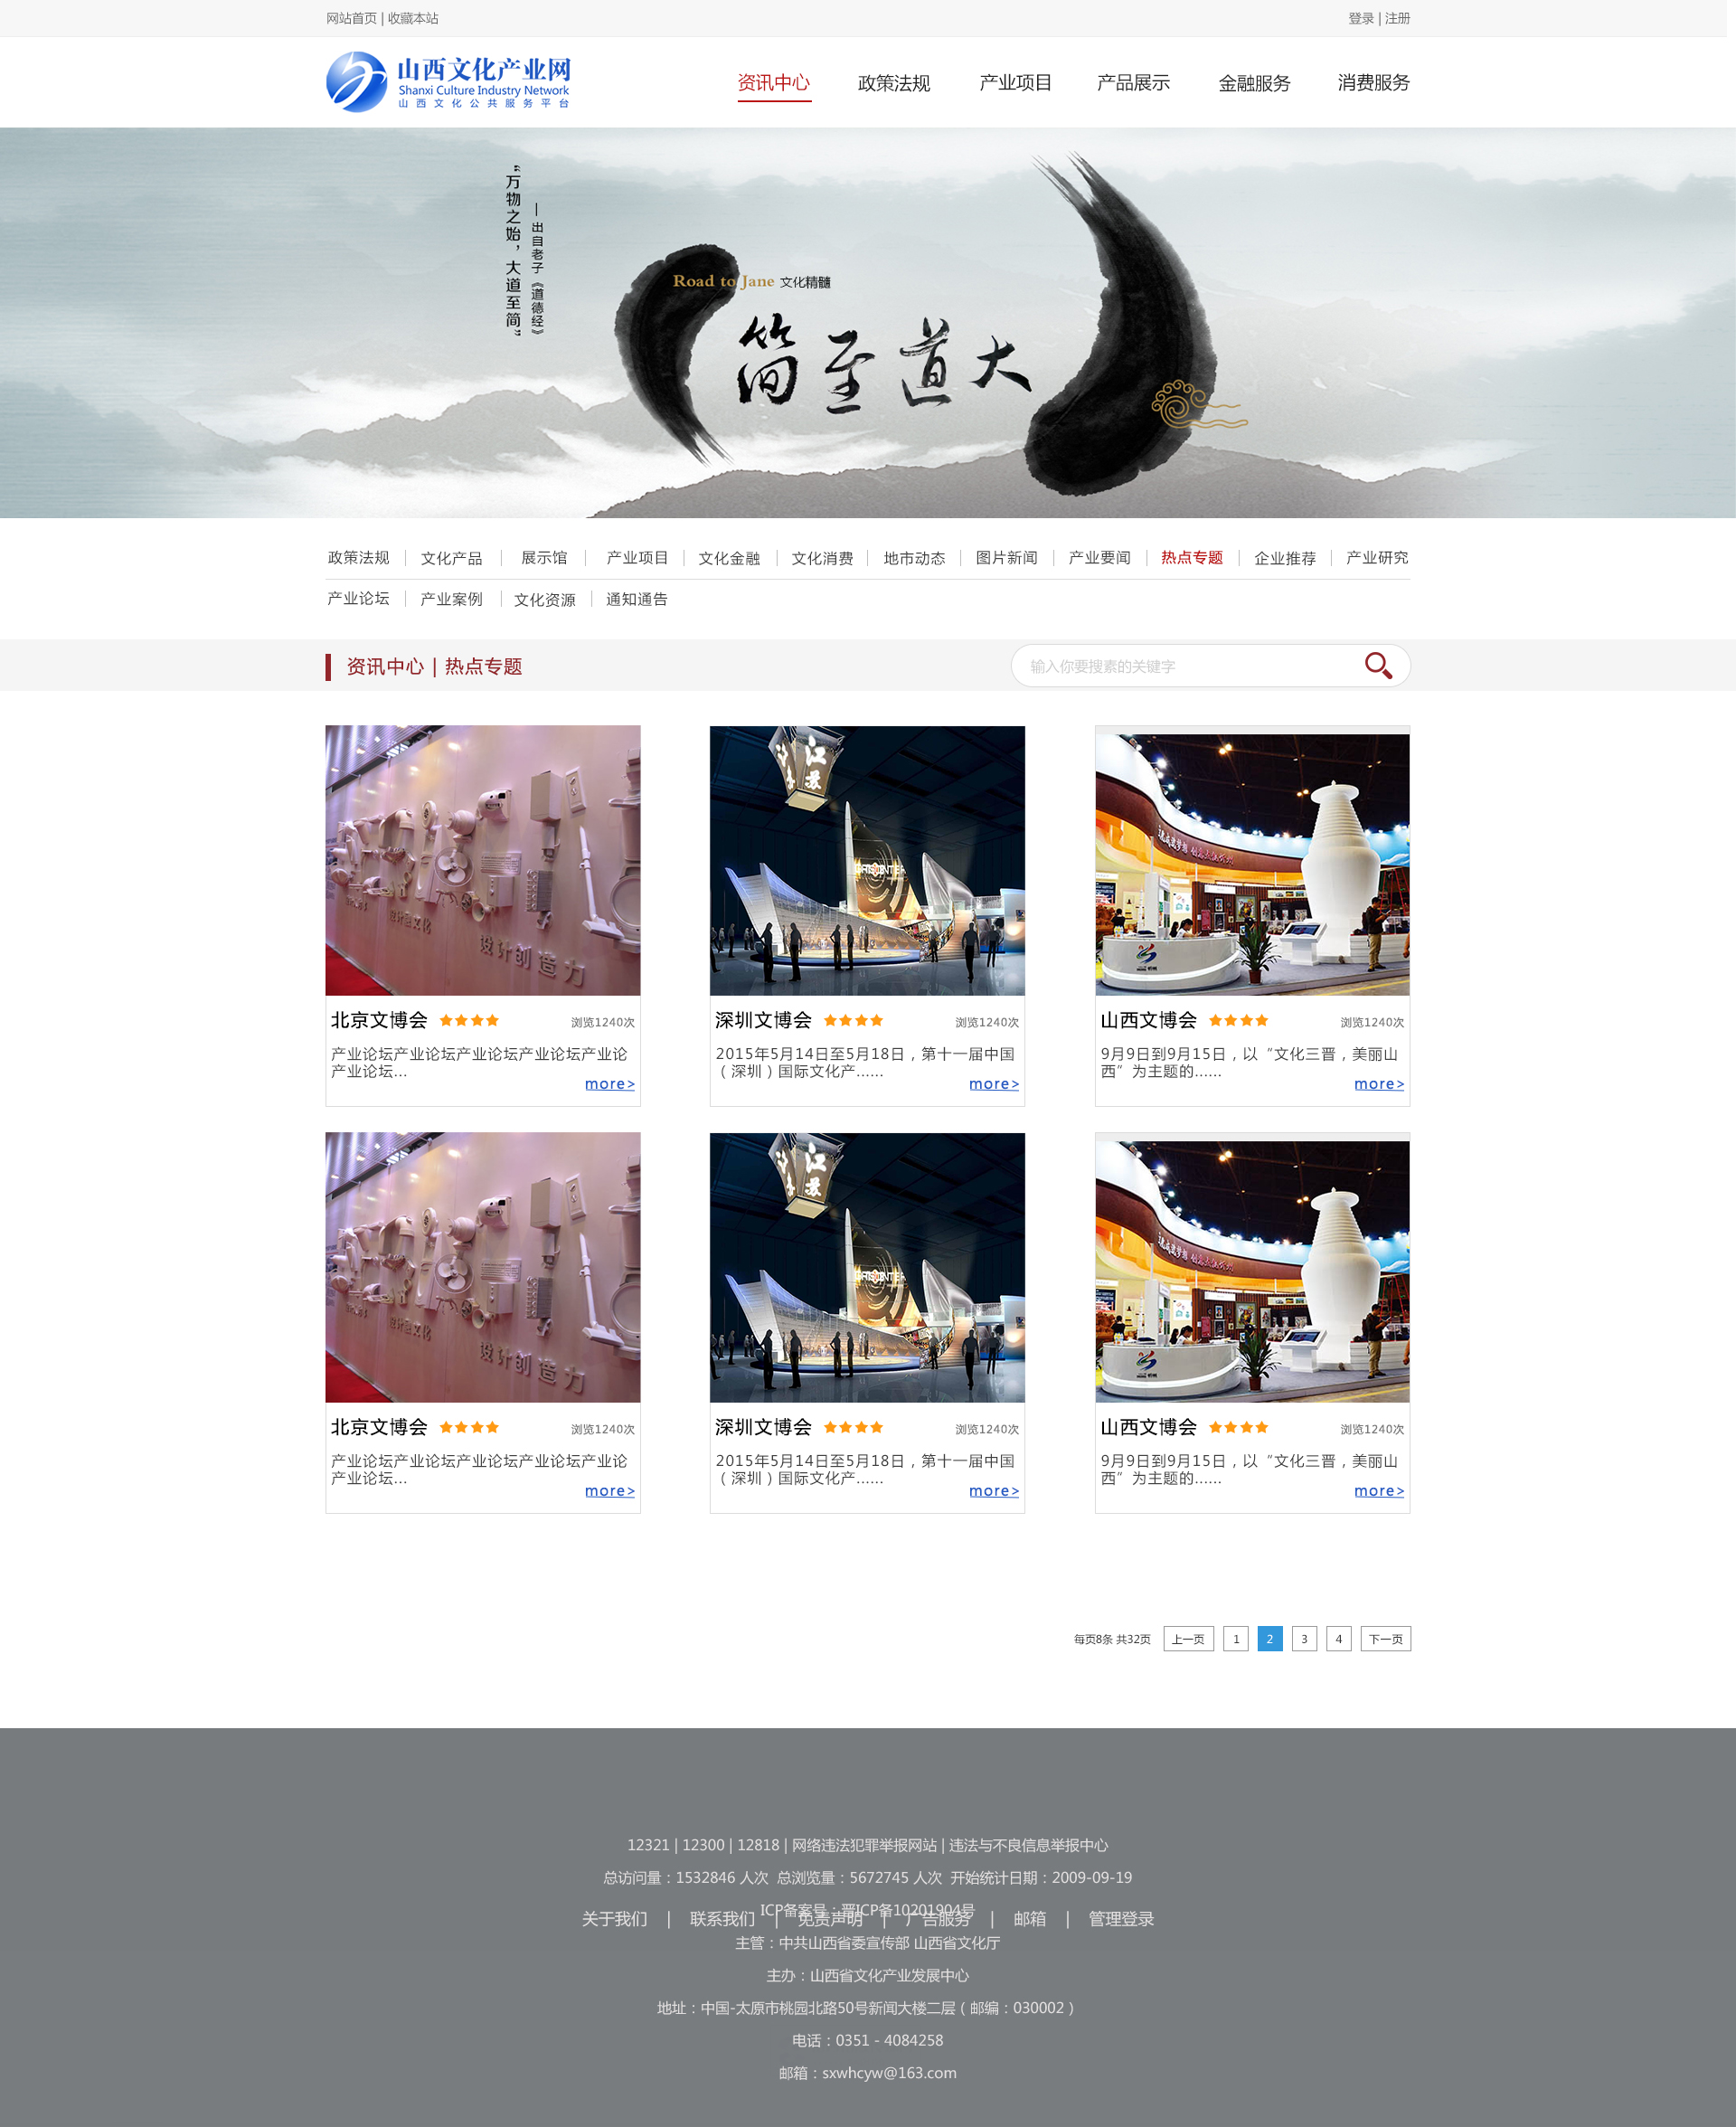 网站首页 | 收藏本站
登录 | 注册
山西文化产业网
Shanxi Culture Industry Network
山西文化公共服务平台
资讯中心
政策法规
产业项目
产品展示
金融服务
消费服务
“万物之始，大道至简”
— 出自老子《道德经》
Road to Jane 文化精髓
简至道大
政策法规
文化产品
展示馆
产业项目
文化金融
文化消费
地市动态
图片新闻
产业要闻
热点专题
企业推荐
产业研究
产业论坛
产业案例
文化资源
通知通告
资讯中心 | 热点专题
输入你要搜素的关键字
设计创造力
江苏
北京文博会
浏览1240次
产业论坛产业论坛产业论坛产业论坛产业论
产业论坛...
more>
深圳文博会
浏览1240次
2015年5月14日至5月18日，第十一届中国
（深圳）国际文化产......
more>
山西文博会
浏览1240次
9月9日到9月15日，以“文化三晋，美丽山
西”为主题的......
more>
设计创造力
江苏
北京文博会
浏览1240次
产业论坛产业论坛产业论坛产业论坛产业论
产业论坛...
more>
深圳文博会
浏览1240次
2015年5月14日至5月18日，第十一届中国
（深圳）国际文化产......
more>
山西文博会
浏览1240次
9月9日到9月15日，以“文化三晋，美丽山
西”为主题的......
more>
每页8条 共32页
上一页
1
2
3
4
下一页
12321 | 12300 | 12818 | 网络违法犯罪举报网站 | 违法与不良信息举报中心
总访问量：1532846 人次 总浏览量：5672745 人次 开始统计日期：2009-09-19
ICP备案号：晋ICP备10201904号
关于我们 | 联系我们 | 免责声明 | 广告服务 | 邮箱 | 管理登录
主管：中共山西省委宣传部 山西省文化厅
主办：山西省文化产业发展中心
地址：中国-太原市桃园北路50号新闻大楼二层（邮编：030002）
电话：0351 - 4084258
邮箱：sxwhcyw@163.com